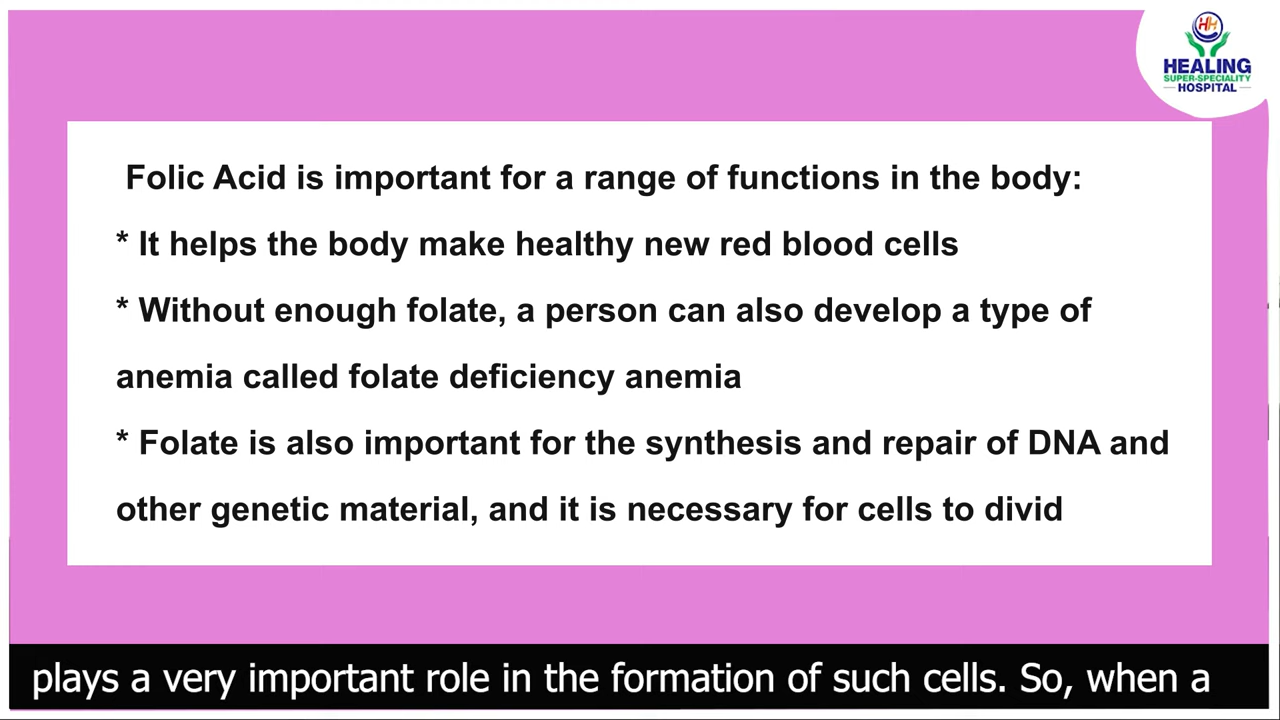 HM
HEALING
SUPER-SPECIALITY
HOSPITAL
Folic Acid is important for a range of functions in the body:
* It helps the body make healthy new red blood cells
* Without enough folate, a person can also develop a type of
anemia called folate deficiency anemia
* Folate is also important for the synthesis and repair of DNA and
other genetic material, and it is necessary for cells to divid
plays a very important role in the formation of such cells. So, when a